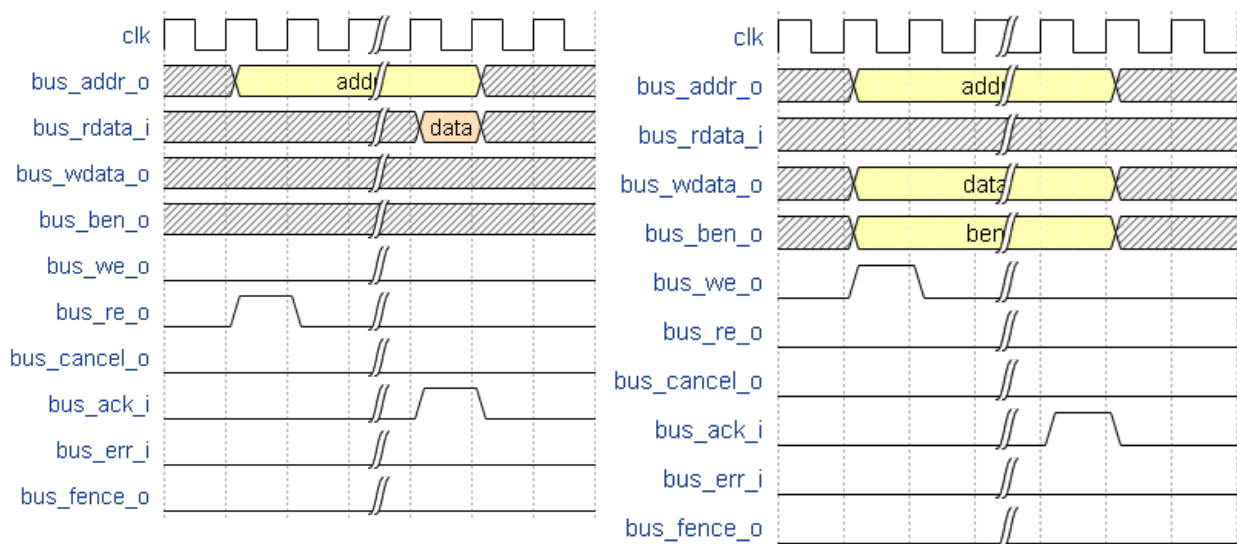 clk
bus_addr_o
addr
bus_rdata_i
data
bus_wdata_o
bus_ben_o
bus_we_o
bus_re_o
bus_cancel_o
bus_ack_i
bus_err_i
bus_fence_o
clk
bus_addr_o
addr
bus_rdata_i
bus_wdata_o
data
bus_ben_o
ben
bus_we_o
bus_re_o
bus_cancel_o
bus_ack_i
bus_err_i
bus_fence_o